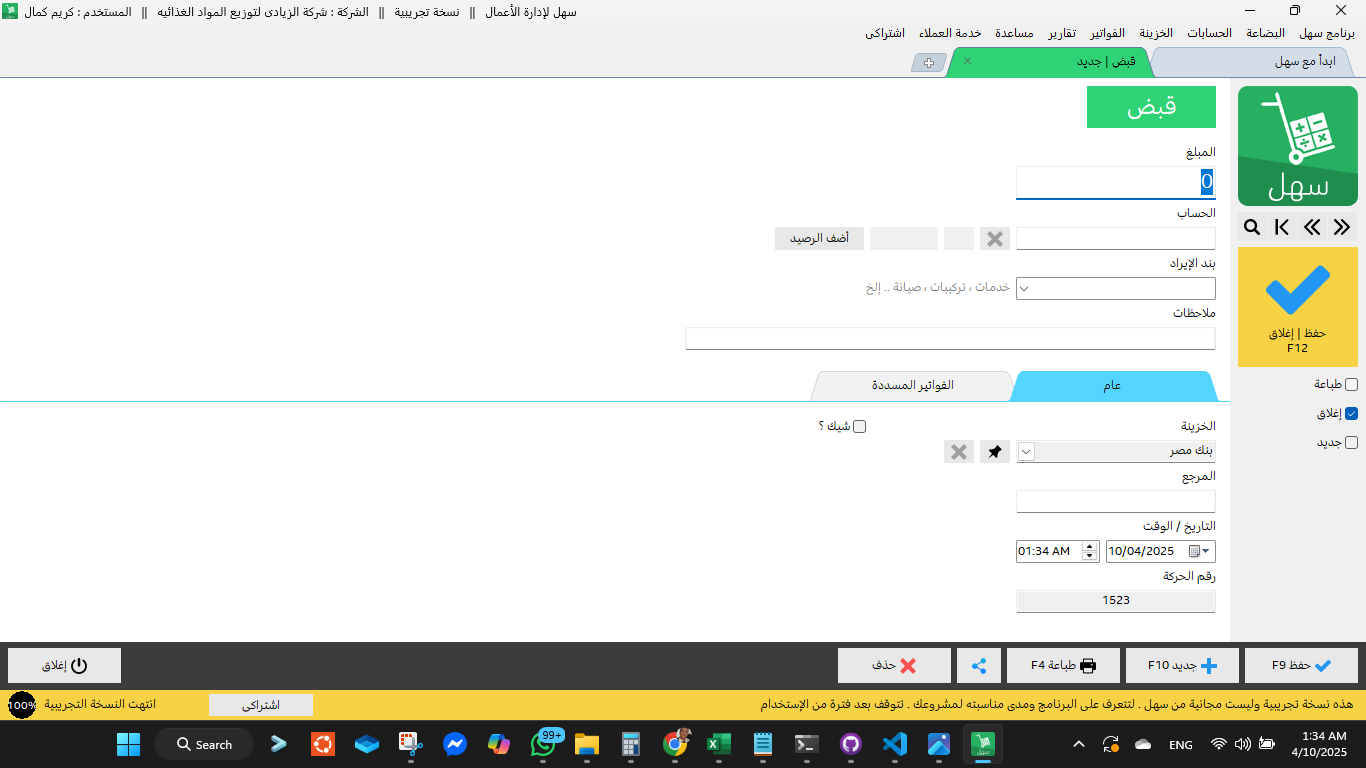 سهل لإدارة الأعمال || نسخة تجريبية || الشركة : شركة الزيادى لتوزيع المواد الغذائيه || المستخدم : كريم كمال
برنامج سهل البضاعة الحسابات الخزينة الفواتير تقارير مساعدة خدمة العملاء اشتراكى
ابدأ مع سهل
قبض | جديد
سهل
حفظ | إغلاق
F12
طباعة
إغلاق
جديد
قبض
المبلغ
0
الحساب
أضف الرصيد
بند الإيراد
خدمات ، تركيبات ، صيانة .. إلخ
ملاحظات
عام
الفواتير المسددة
الخزينة
شيك ؟
بنك مصر
المرجع
التاريخ / الوقت
10/04/2025
01:34 AM
رقم الحركة
1523
حفظ F9
جديد F10
طباعة F4
حذف
إغلاق
هذه نسخة تجريبية وليست مجانية من سهل . لتتعرف على البرنامج ومدى مناسبته لمشروعك . تتوقف بعد فترة من الإستخدام
اشتراكى
انتهت النسخة التجريبية
100%
Search
99+
سهل
ENG
1:34 AM
4/10/2025